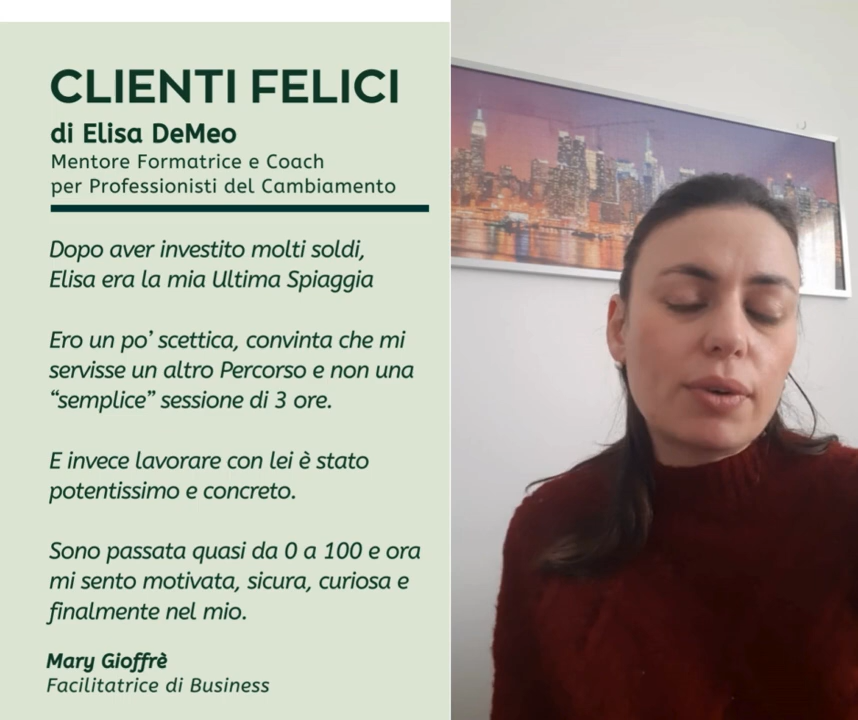 CLIENTI FELICI
di Elisa DeMeo
Mentore Formatrice e Coach
per Professionisti del Cambiamento
Dopo aver investito molti soldi,
Elisa era la mia Ultima Spiaggia
Ero un po’ scettica, convinta che mi
servisse un altro Percorso e non una
“semplice” sessione di 3 ore.
E invece lavorare con lei è stato
potentissimo e concreto.
Sono passata quasi da 0 a 100 e ora
mi sento motivata, sicura, curiosa e
finalmente nel mio.
Mary Gioffrè
Facilitatrice di Business